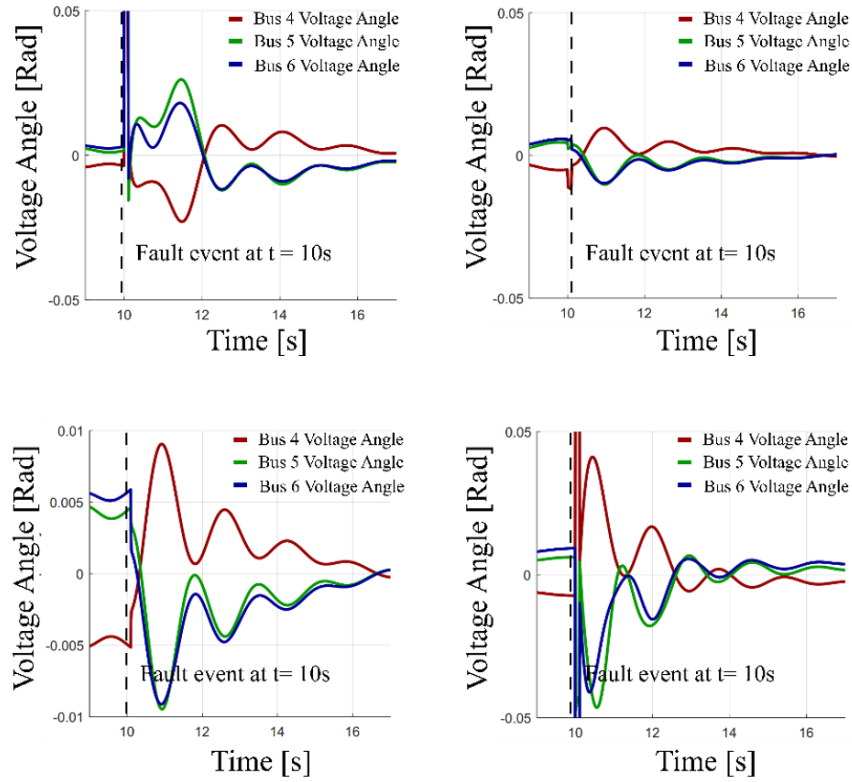 0.05
Bus 4 Voltage Angle
Bus 5 Voltage Angle
Bus 6 Voltage Angle
Voltage Angle [Rad]
0
Fault event at t = 10s
-0.05
10 12 14 16
Time [s]
0.05
Bus 4 Voltage Angle
Bus 5 Voltage Angle
Bus 6 Voltage Angle
Voltage Angle [Rad]
0
Fault event at t = 10s
-0.05
10 12 14 16
Time [s]
0.01
Bus 4 Voltage Angle
Bus 5 Voltage Angle
Bus 6 Voltage Angle
0.005
Voltage Angle [Rad]
0
-0.005
Fault event at t= 10s
-0.01
10 12 14 16
Time [s]
0.05
Bus 4 Voltage Angle
Bus 5 Voltage Angle
Bus 6 Voltage Angle
Voltage Angle [Rad]
0
Fault event at t= 10s
-0.05
10 12 14 16
Time [s]